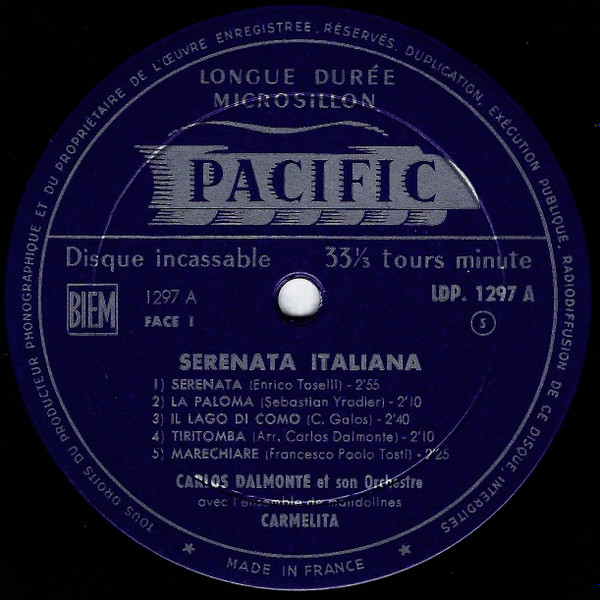 TOUS DROITS DU PRODUCTEUR PHONOGRAPHIQUE ET DU PROPRIÉTAIRE DE L'ŒUVRE ENREGISTRÉE, RÉSERVÉS. DUPLICATION, EXÉCUTION PUBLIQUE, RADIODIFFUSION DE CE DISQUE, INTERDITES
LONGUE DURÉE
MICROSILLON
PACIFIC
Disque incassable 33⅓ tours minute
BIEM 1297 A LDP. 1297 A
FACE 1 S
SERENATA ITALIANA
1) SERENATA (Enrico Toselli) - 2'55
2) LA PALOMA (Sebastian Yradier) - 2'10
3) IL LAGO DI COMO (C. Galos) - 2'40
4) TIRITOMBA (Arr. Carlos Dalmonte) - 2'10
5) MARECHIARE (Francesco Paolo Tosti) - 2'25
CARLOS DALMONTE et son Orchestre
avec l'ensemble de mandolines
CARMELITA
★ MADE IN FRANCE ★